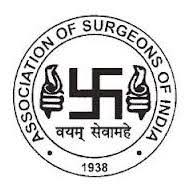 ASSOCIATION OF SURGEONS OF INDIA
वयम् सेवामहे
1938